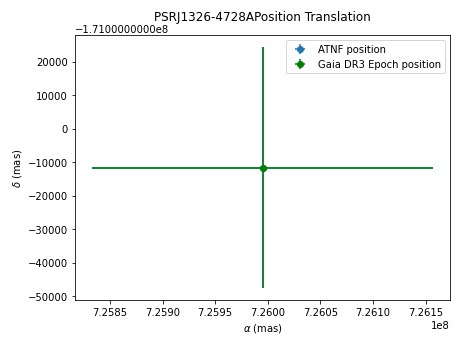 PSRJ1326-4728APosition Translation
−1.7100000000e8
ATNF position
Gaia DR3 Epoch position
20000
10000
0
−10000
−20000
−30000
−40000
−50000
δ (mas)
7.2585 7.2590 7.2595 7.2600 7.2605 7.2610 7.2615
1e8
α (mas)